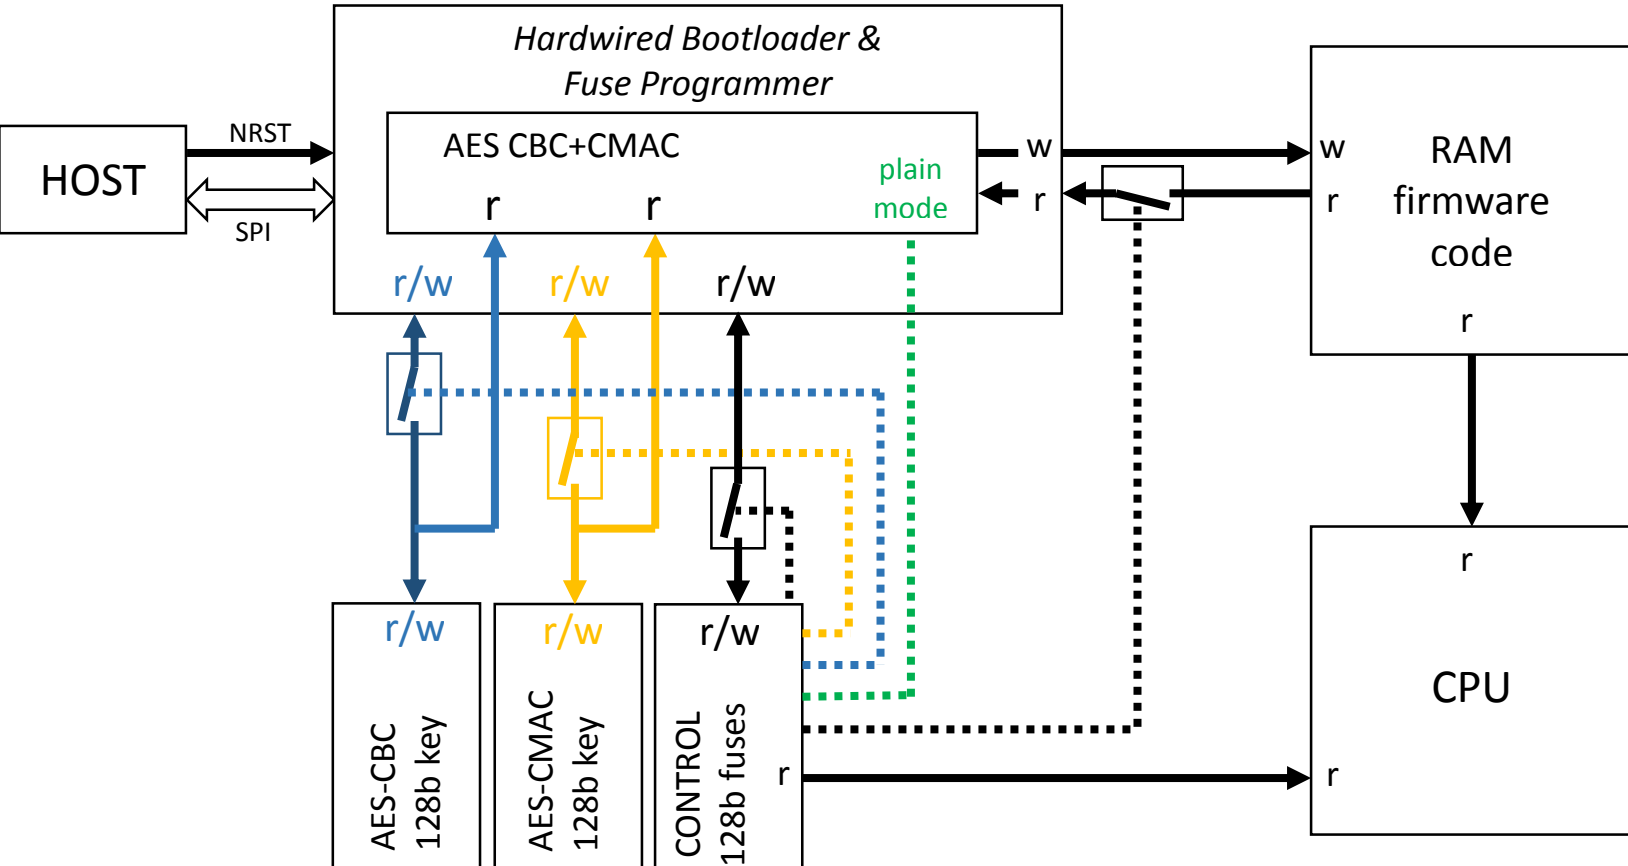 Hardwired Bootloader &
Fuse Programmer
HOST
NRST
SPI
AES CBC+CMAC
plain
mode
r
r
w
r
w
r
RAM
firmware
code
r
r/w
r/w
r/w
r/w
r/w
r/w
AES-CBC
128b key
AES-CMAC
128b key
CONTROL
128b fuses
r
r
r
CPU